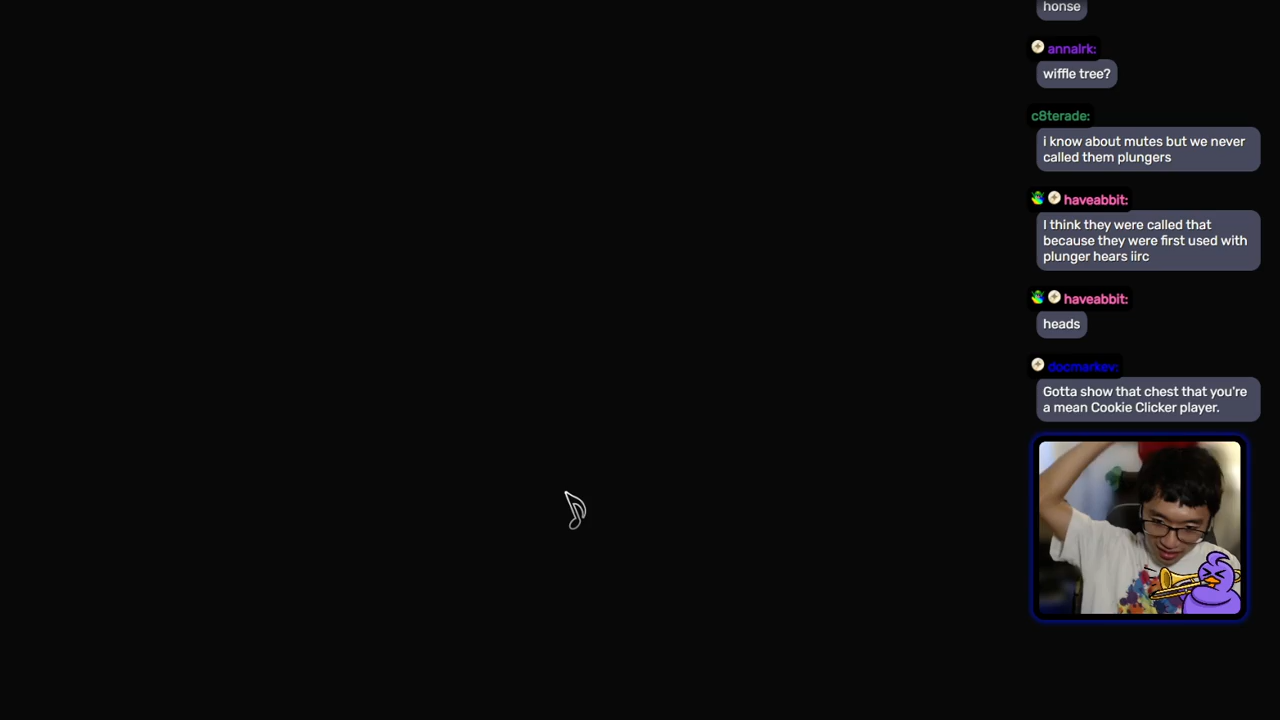 honse
annalrk:
wiffle tree?
c8terade:
i know about mutes but we never
called them plungers
haveabbit:
I think they were called that
because they were first used with
plunger hears iirc
haveabbit:
heads
docmarkev:
Gotta show that chest that you're
a mean Cookie Clicker player.